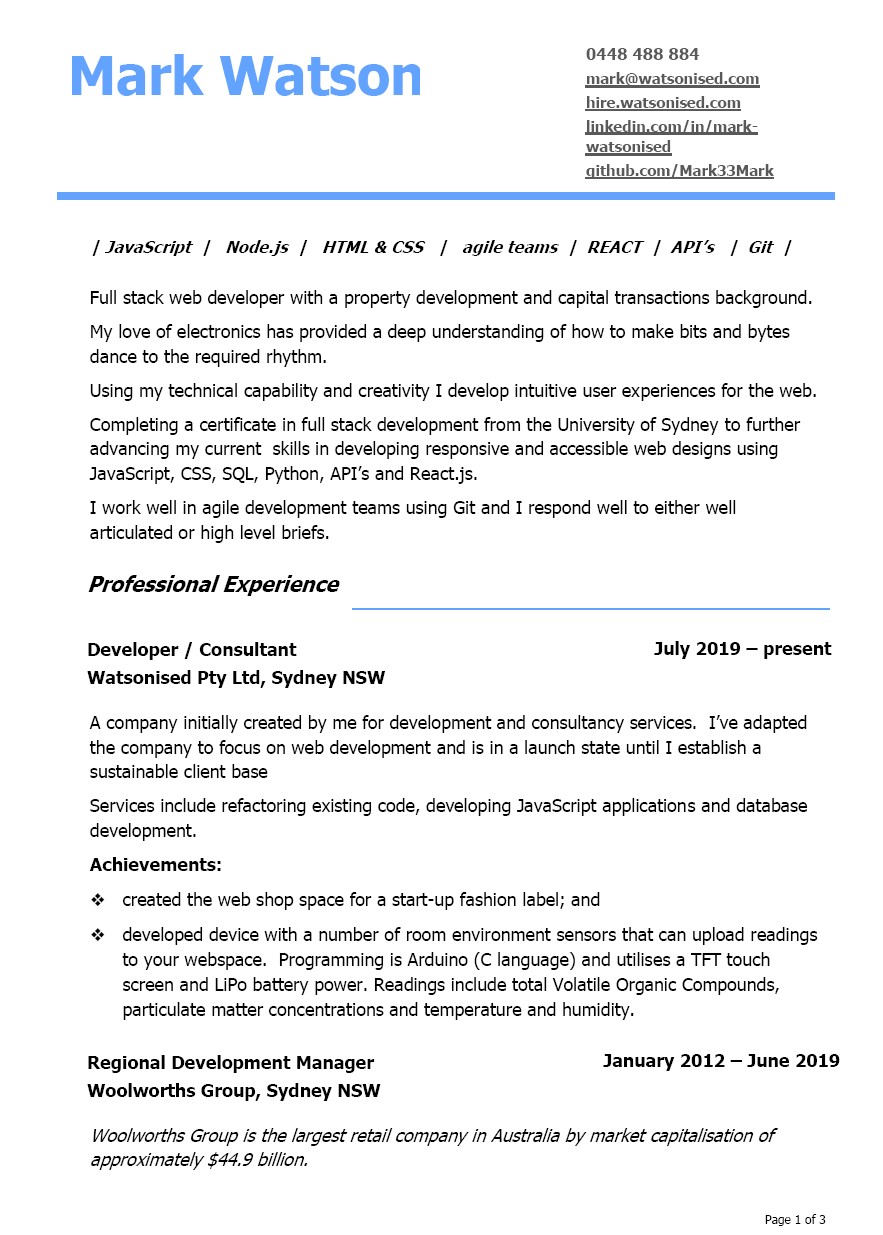 Mark Watson
0448 488 884
mark@watsonised.com
hire.watsonised.com
linkedin.com/in/mark-
watsonised
github.com/Mark33Mark
| JavaScript | Node.js | HTML & CSS | agile teams | REACT | API’s | Git |
Full stack web developer with a property development and capital transactions background.
My love of electronics has provided a deep understanding of how to make bits and bytes
dance to the required rhythm.
Using my technical capability and creativity I develop intuitive user experiences for the web.
Completing a certificate in full stack development from the University of Sydney to further
advancing my current  skills in developing responsive and accessible web designs using
JavaScript, CSS, SQL, Python, API’s and React.js.
I work well in agile development teams using Git and I respond well to either well
articulated or high level briefs.
Professional Experience
Developer / Consultant July 2019 – present
Watsonised Pty Ltd, Sydney NSW
A company initially created by me for development and consultancy services.  I’ve adapted
the company to focus on web development and is in a launch state until I establish a
sustainable client base
Services include refactoring existing code, developing JavaScript applications and database
development.
Achievements:
❖ created the web shop space for a start-up fashion label; and
❖ developed device with a number of room environment sensors that can upload readings
to your webspace.  Programming is Arduino (C language) and utilises a TFT touch
screen and LiPo battery power. Readings include total Volatile Organic Compounds,
particulate matter concentrations and temperature and humidity.
Regional Development Manager January 2012 – June 2019
Woolworths Group, Sydney NSW
Woolworths Group is the largest retail company in Australia by market capitalisation of
approximately $44.9 billion.
Page 1 of 3